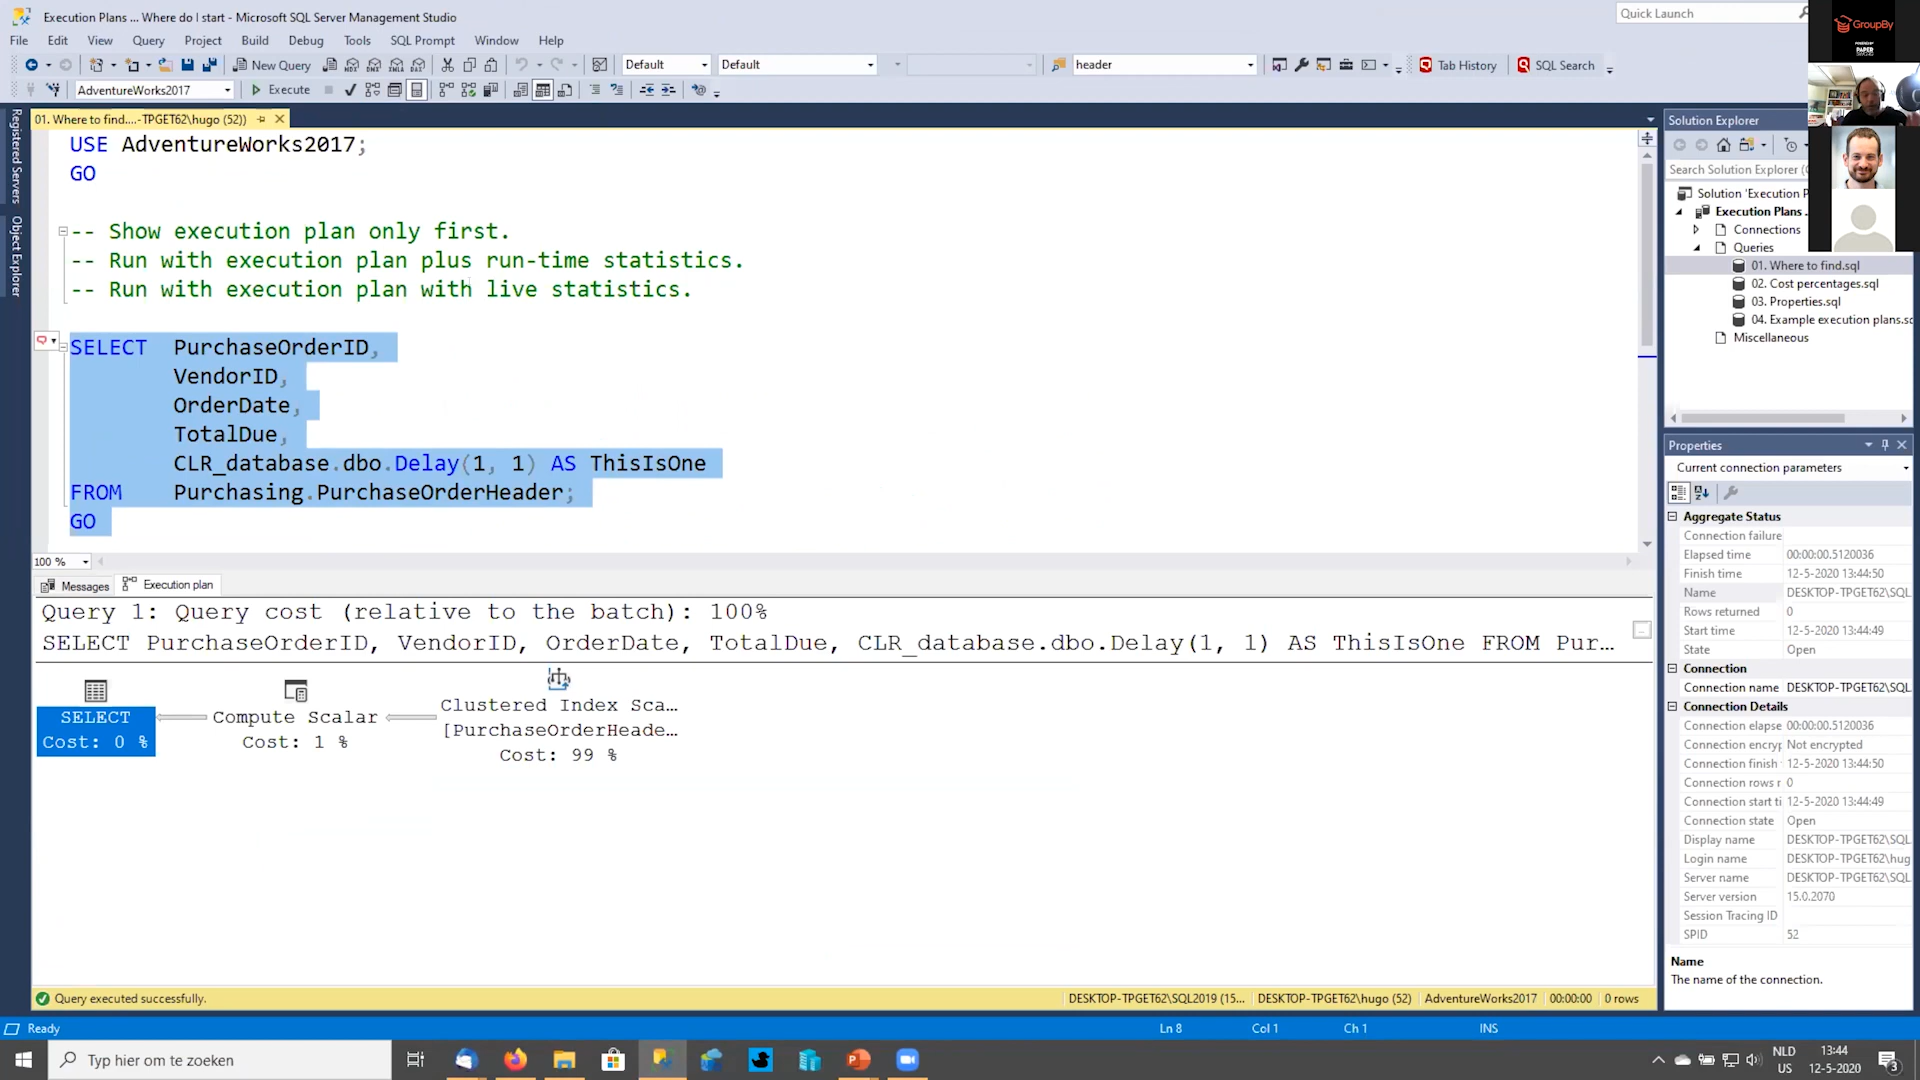 Execution Plans ... Where do I start - Microsoft SQL Server Management Studio
Quick Launch
File Edit View Query Project Build Debug Tools SQL Prompt Window Help
New Query Default Default header Tab History SQL Search
AdventureWorks2017 Execute
Registered Servers
Object Explorer
01. Where to find....-TPGET62\hugo (52))
USE AdventureWorks2017;
GO
-- Show execution plan only first.
-- Run with execution plan plus run-time statistics.
-- Run with execution plan with live statistics.
SELECT PurchaseOrderID,
VendorID,
OrderDate,
TotalDue,
CLR_database.dbo.Delay(1, 1) AS ThisIsOne
FROM Purchasing.PurchaseOrderHeader;
GO
100 %
Messages Execution plan
Query 1: Query cost (relative to the batch): 100%
SELECT PurchaseOrderID, VendorID, OrderDate, TotalDue, CLR_database.dbo.Delay(1, 1) AS ThisIsOne FROM Pur...
SELECT
Cost: 0 %
Compute Scalar
Cost: 1 %
Clustered Index Sca...
[PurchaseOrderHeade...
Cost: 99 %
Query executed successfully. DESKTOP-TPGET62\SQL2019 (15... DESKTOP-TPGET62\hugo (52) AdventureWorks2017 00:00:00 0 rows
GroupBy
POWERED BY
Solution Explorer
Search Solution Explorer (
Solution 'Execution P
Execution Plans .
Connections
Queries
01. Where to find.sql
02. Cost percentages.sql
03. Properties.sql
04. Example execution plans.sc
Miscellaneous
Properties
Current connection parameters
Aggregate Status
Connection failure
Elapsed time 00:00:00.5120036
Finish time 12-5-2020 13:44:50
Name DESKTOP-TPGET62\SQL
Rows returned 0
Start time 12-5-2020 13:44:49
State Open
Connection
Connection name DESKTOP-TPGET62\SQL
Connection Details
Connection elapse 00:00:00.5120036
Connection encryp Not encrypted
Connection finish 12-5-2020 13:44:50
Connection rows r 0
Connection start ti 12-5-2020 13:44:49
Connection state Open
Display name DESKTOP-TPGET62\SQL
Login name DESKTOP-TPGET62\hug
Server name DESKTOP-TPGET62\SQL
Server version 15.0.2070
Session Tracing ID
SPID 52
Name
The name of the connection.
Ready Ln 8 Col 1 Ch 1 INS
Typ hier om te zoeken
NLD
US
13:44
12-5-2020
3